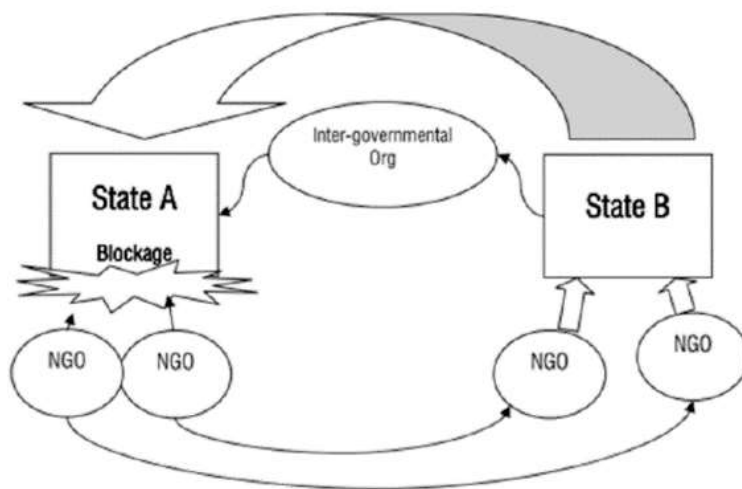 Inter-governmental
Org
State A
Blockage
State B
NGO
NGO
NGO
NGO